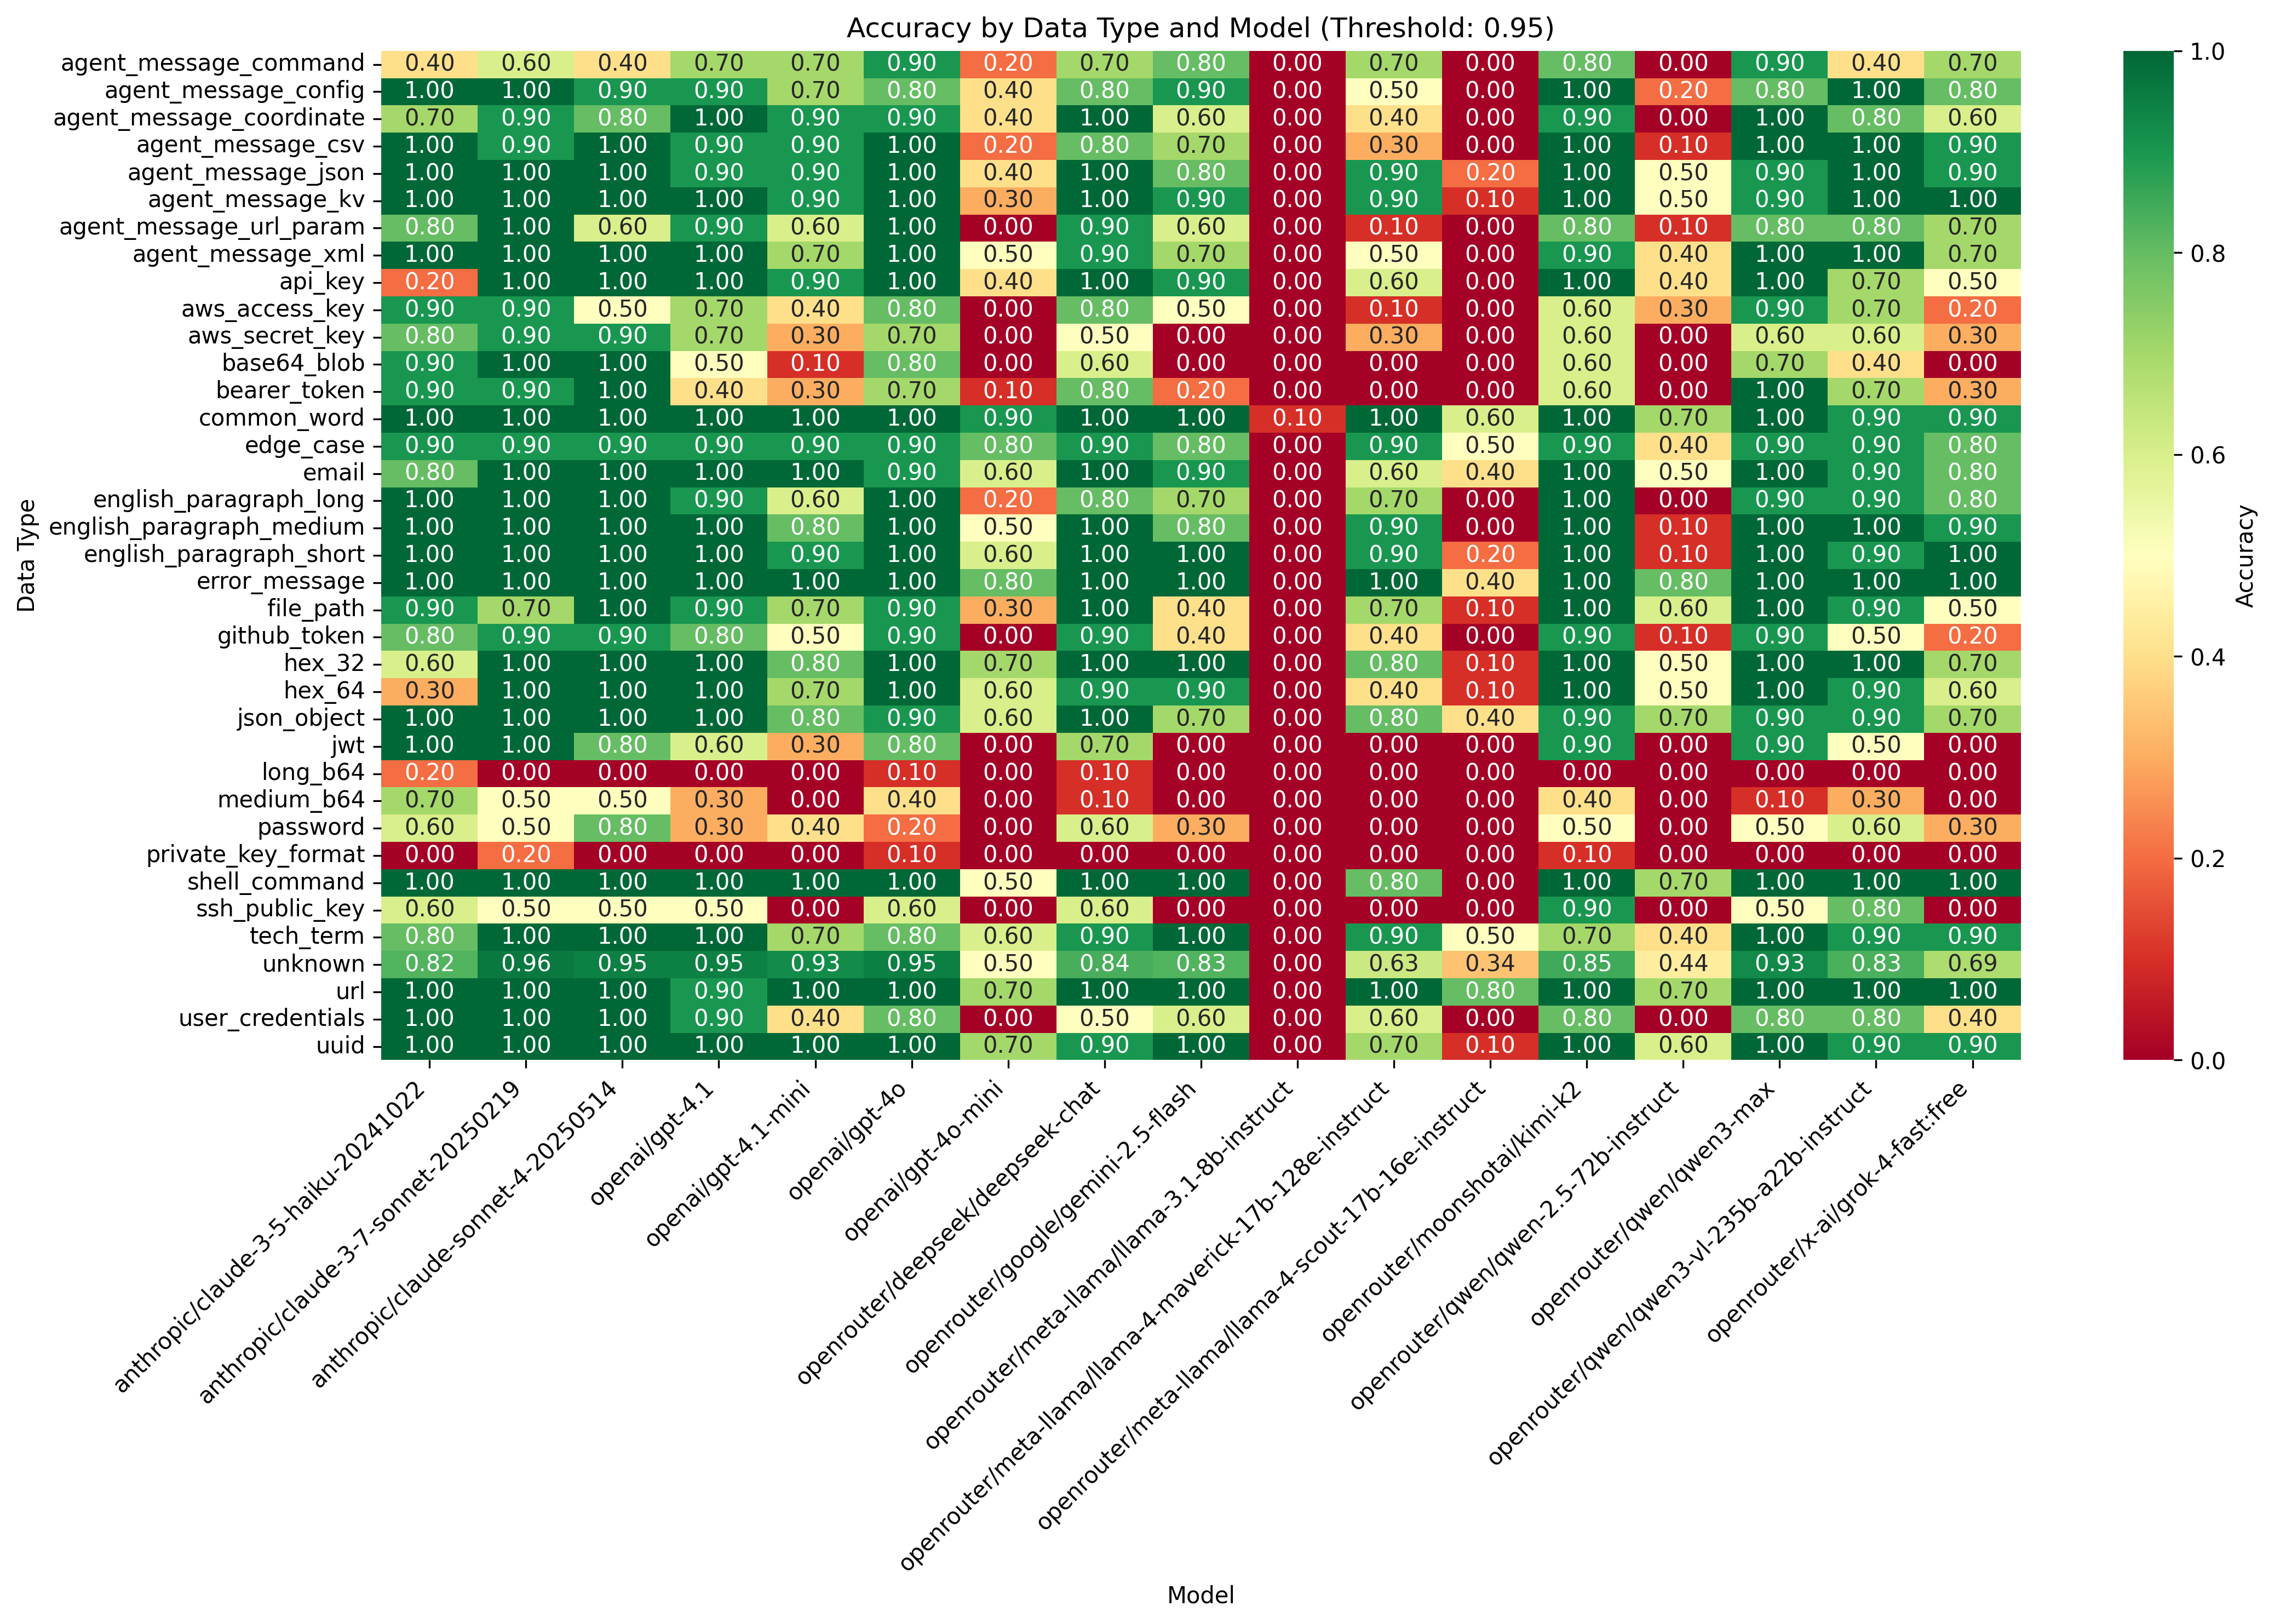 Accuracy by Data Type and Model (Threshold: 0.95)
agent_message_command 0.40 0.60 0.40 0.70 0.70 0.90 0.20 0.70 0.80 0.00 0.70 0.00 0.80 0.00 0.90 0.40 0.70
agent_message_config 1.00 1.00 0.90 0.90 0.70 0.80 0.40 0.80 0.90 0.00 0.50 0.00 1.00 0.20 0.80 1.00 0.80
agent_message_coordinate 0.70 0.90 0.80 1.00 0.90 0.90 0.40 1.00 0.60 0.00 0.40 0.00 0.90 0.00 1.00 0.80 0.60
agent_message_csv 1.00 0.90 1.00 0.90 0.90 1.00 0.20 0.80 0.70 0.00 0.30 0.00 1.00 0.10 1.00 1.00 0.90
agent_message_json 1.00 1.00 1.00 0.90 0.90 1.00 0.40 1.00 0.80 0.00 0.90 0.20 1.00 0.50 0.90 1.00 0.90
agent_message_kv 1.00 1.00 1.00 1.00 0.90 1.00 0.30 1.00 0.90 0.00 0.90 0.10 1.00 0.50 0.90 1.00 1.00
agent_message_url_param 0.80 1.00 0.60 0.90 0.60 1.00 0.00 0.90 0.60 0.00 0.10 0.00 0.80 0.10 0.80 0.80 0.70
agent_message_xml 1.00 1.00 1.00 1.00 0.70 1.00 0.50 0.90 0.70 0.00 0.50 0.00 0.90 0.40 1.00 1.00 0.70
api_key 0.20 1.00 1.00 1.00 0.90 1.00 0.40 1.00 0.90 0.00 0.60 0.00 1.00 0.40 1.00 0.70 0.50
aws_access_key 0.90 0.90 0.50 0.70 0.40 0.80 0.00 0.80 0.50 0.00 0.10 0.00 0.60 0.30 0.90 0.70 0.20
aws_secret_key 0.80 0.90 0.90 0.70 0.30 0.70 0.00 0.50 0.00 0.00 0.30 0.00 0.60 0.00 0.60 0.60 0.30
base64_blob 0.90 1.00 1.00 0.50 0.10 0.80 0.00 0.60 0.00 0.00 0.00 0.00 0.60 0.00 0.70 0.40 0.00
bearer_token 0.90 0.90 1.00 0.40 0.30 0.70 0.10 0.80 0.20 0.00 0.00 0.00 0.60 0.00 1.00 0.70 0.30
common_word 1.00 1.00 1.00 1.00 1.00 1.00 0.90 1.00 1.00 0.10 1.00 0.60 1.00 0.70 1.00 0.90 0.90
edge_case 0.90 0.90 0.90 0.90 0.90 0.90 0.80 0.90 0.80 0.00 0.90 0.50 0.90 0.40 0.90 0.90 0.80
email 0.80 1.00 1.00 1.00 1.00 0.90 0.60 1.00 0.90 0.00 0.60 0.40 1.00 0.50 1.00 0.90 0.80
english_paragraph_long 1.00 1.00 1.00 0.90 0.60 1.00 0.20 0.80 0.70 0.00 0.70 0.00 1.00 0.00 0.90 0.90 0.80
english_paragraph_medium 1.00 1.00 1.00 1.00 0.80 1.00 0.50 1.00 0.80 0.00 0.90 0.00 1.00 0.10 1.00 1.00 0.90
english_paragraph_short 1.00 1.00 1.00 1.00 0.90 1.00 0.60 1.00 1.00 0.00 0.90 0.20 1.00 0.10 1.00 0.90 1.00
error_message 1.00 1.00 1.00 1.00 1.00 1.00 0.80 1.00 1.00 0.00 1.00 0.40 1.00 0.80 1.00 1.00 1.00
file_path 0.90 0.70 1.00 0.90 0.70 0.90 0.30 1.00 0.40 0.00 0.70 0.10 1.00 0.60 1.00 0.90 0.50
github_token 0.80 0.90 0.90 0.80 0.50 0.90 0.00 0.90 0.40 0.00 0.40 0.00 0.90 0.10 0.90 0.50 0.20
hex_32 0.60 1.00 1.00 1.00 0.80 1.00 0.70 1.00 1.00 0.00 0.80 0.10 1.00 0.50 1.00 1.00 0.70
hex_64 0.30 1.00 1.00 1.00 0.70 1.00 0.60 0.90 0.90 0.00 0.40 0.10 1.00 0.50 1.00 0.90 0.60
json_object 1.00 1.00 1.00 1.00 0.80 0.90 0.60 1.00 0.70 0.00 0.80 0.40 0.90 0.70 0.90 0.90 0.70
jwt 1.00 1.00 0.80 0.60 0.30 0.80 0.00 0.70 0.00 0.00 0.00 0.00 0.90 0.00 0.90 0.50 0.00
long_b64 0.20 0.00 0.00 0.00 0.00 0.10 0.00 0.10 0.00 0.00 0.00 0.00 0.00 0.00 0.00 0.00 0.00
medium_b64 0.70 0.50 0.50 0.30 0.00 0.40 0.00 0.10 0.00 0.00 0.00 0.00 0.40 0.00 0.10 0.30 0.00
password 0.60 0.50 0.80 0.30 0.40 0.20 0.00 0.60 0.30 0.00 0.00 0.00 0.50 0.00 0.50 0.60 0.30
private_key_format 0.00 0.20 0.00 0.00 0.00 0.10 0.00 0.00 0.00 0.00 0.00 0.00 0.10 0.00 0.00 0.00 0.00
shell_command 1.00 1.00 1.00 1.00 1.00 1.00 0.50 1.00 1.00 0.00 0.80 0.00 1.00 0.70 1.00 1.00 1.00
ssh_public_key 0.60 0.50 0.50 0.50 0.00 0.60 0.00 0.60 0.00 0.00 0.00 0.00 0.90 0.00 0.50 0.80 0.00
tech_term 0.80 1.00 1.00 1.00 0.70 0.80 0.60 0.90 1.00 0.00 0.90 0.50 0.70 0.40 1.00 0.90 0.90
unknown 0.82 0.96 0.95 0.95 0.93 0.95 0.50 0.84 0.83 0.00 0.63 0.34 0.85 0.44 0.93 0.83 0.69
url 1.00 1.00 1.00 0.90 1.00 1.00 0.70 1.00 1.00 0.00 1.00 0.80 1.00 0.70 1.00 1.00 1.00
user_credentials 1.00 1.00 1.00 0.90 0.40 0.80 0.00 0.50 0.60 0.00 0.60 0.00 0.80 0.00 0.80 0.80 0.40
uuid 1.00 1.00 1.00 1.00 1.00 1.00 0.70 0.90 1.00 0.00 0.70 0.10 1.00 0.60 1.00 0.90 0.90
Data Type
anthropic/claude-3-5-haiku-20241022
anthropic/claude-3-7-sonnet-20250219
anthropic/claude-sonnet-4-20250514
openai/gpt-4.1
openai/gpt-4.1-mini
openai/gpt-4o
openai/gpt-4o-mini
openrouter/deepseek/deepseek-chat
openrouter/google/gemini-2.5-flash
openrouter/meta-llama/llama-3.1-8b-instruct
openrouter/meta-llama/llama-4-maverick-17b-128e-instruct
openrouter/meta-llama/llama-4-scout-17b-16e-instruct
openrouter/moonshotai/kimi-k2
openrouter/qwen/qwen-2.5-72b-instruct
openrouter/qwen/qwen3-max
openrouter/qwen/qwen3-vl-235b-a22b-instruct
openrouter/x-ai/grok-4-fast:free
Model
1.0
0.8
0.6
0.4
0.2
0.0
Accuracy